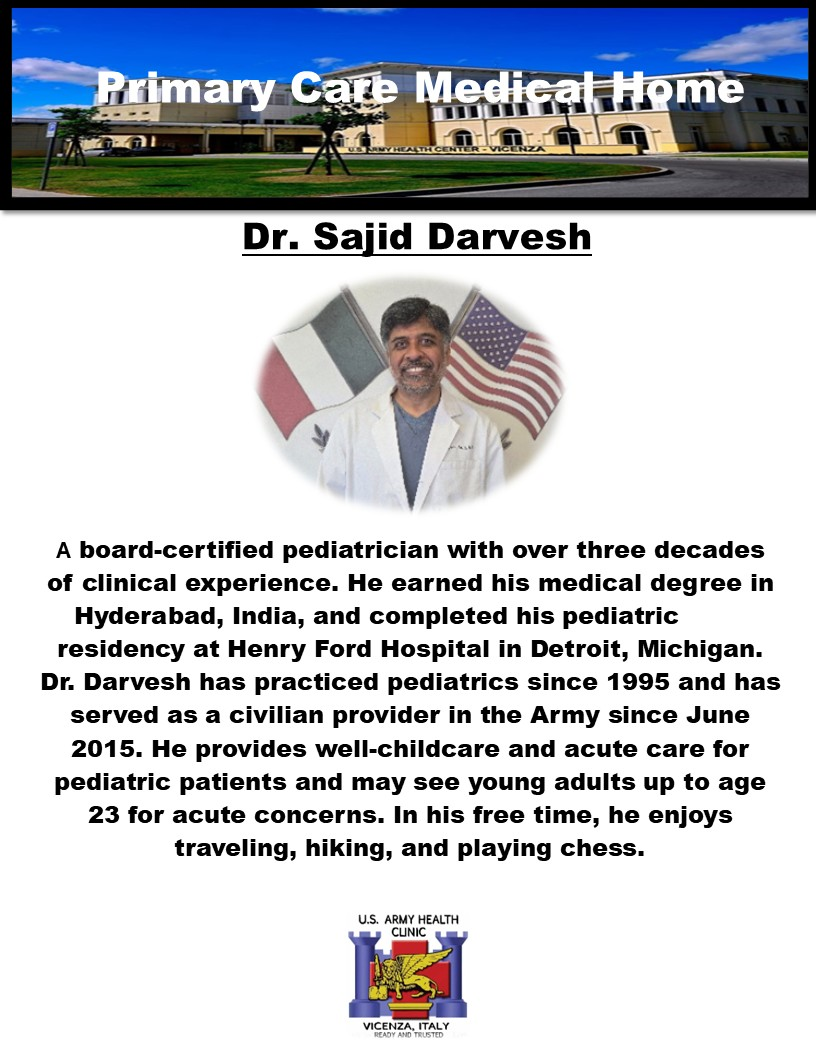 Primary Care Medical Home
U.S. ARMY HEALTH CENTER - VICENZA
Dr. Sajid Darvesh
A board-certified pediatrician with over three decades
of clinical experience. He earned his medical degree in
Hyderabad, India, and completed his pediatric
residency at Henry Ford Hospital in Detroit, Michigan.
Dr. Darvesh has practiced pediatrics since 1995 and has
served as a civilian provider in the Army since June
2015. He provides well-childcare and acute care for
pediatric patients and may see young adults up to age
23 for acute concerns. In his free time, he enjoys
traveling, hiking, and playing chess.
U.S. ARMY HEALTH
CLINIC
VICENZA, ITALY
READY AND TRUSTED